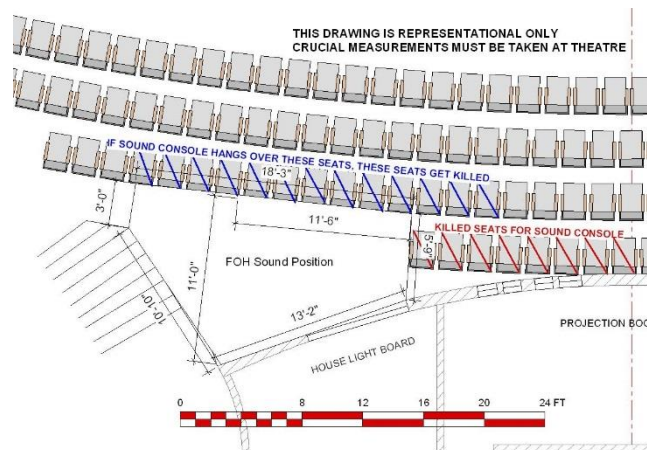 THIS DRAWING IS REPRESENTATIONAL ONLY
CRUCIAL MEASUREMENTS MUST BE TAKEN AT THEATRE
IF SOUND CONSOLE HANGS OVER THESE SEATS, THESE SEATS GET KILLED
18'-3"
3'-0"
11'-6"
KILLED SEATS FOR SOUND CONSOLE
5'-9"
FOH Sound Position
11'-0"
10'-10"
13'-2"
PROJECTION BOO
HOUSE LIGHT BOARD
0 4 8 12 16 20 24 FT